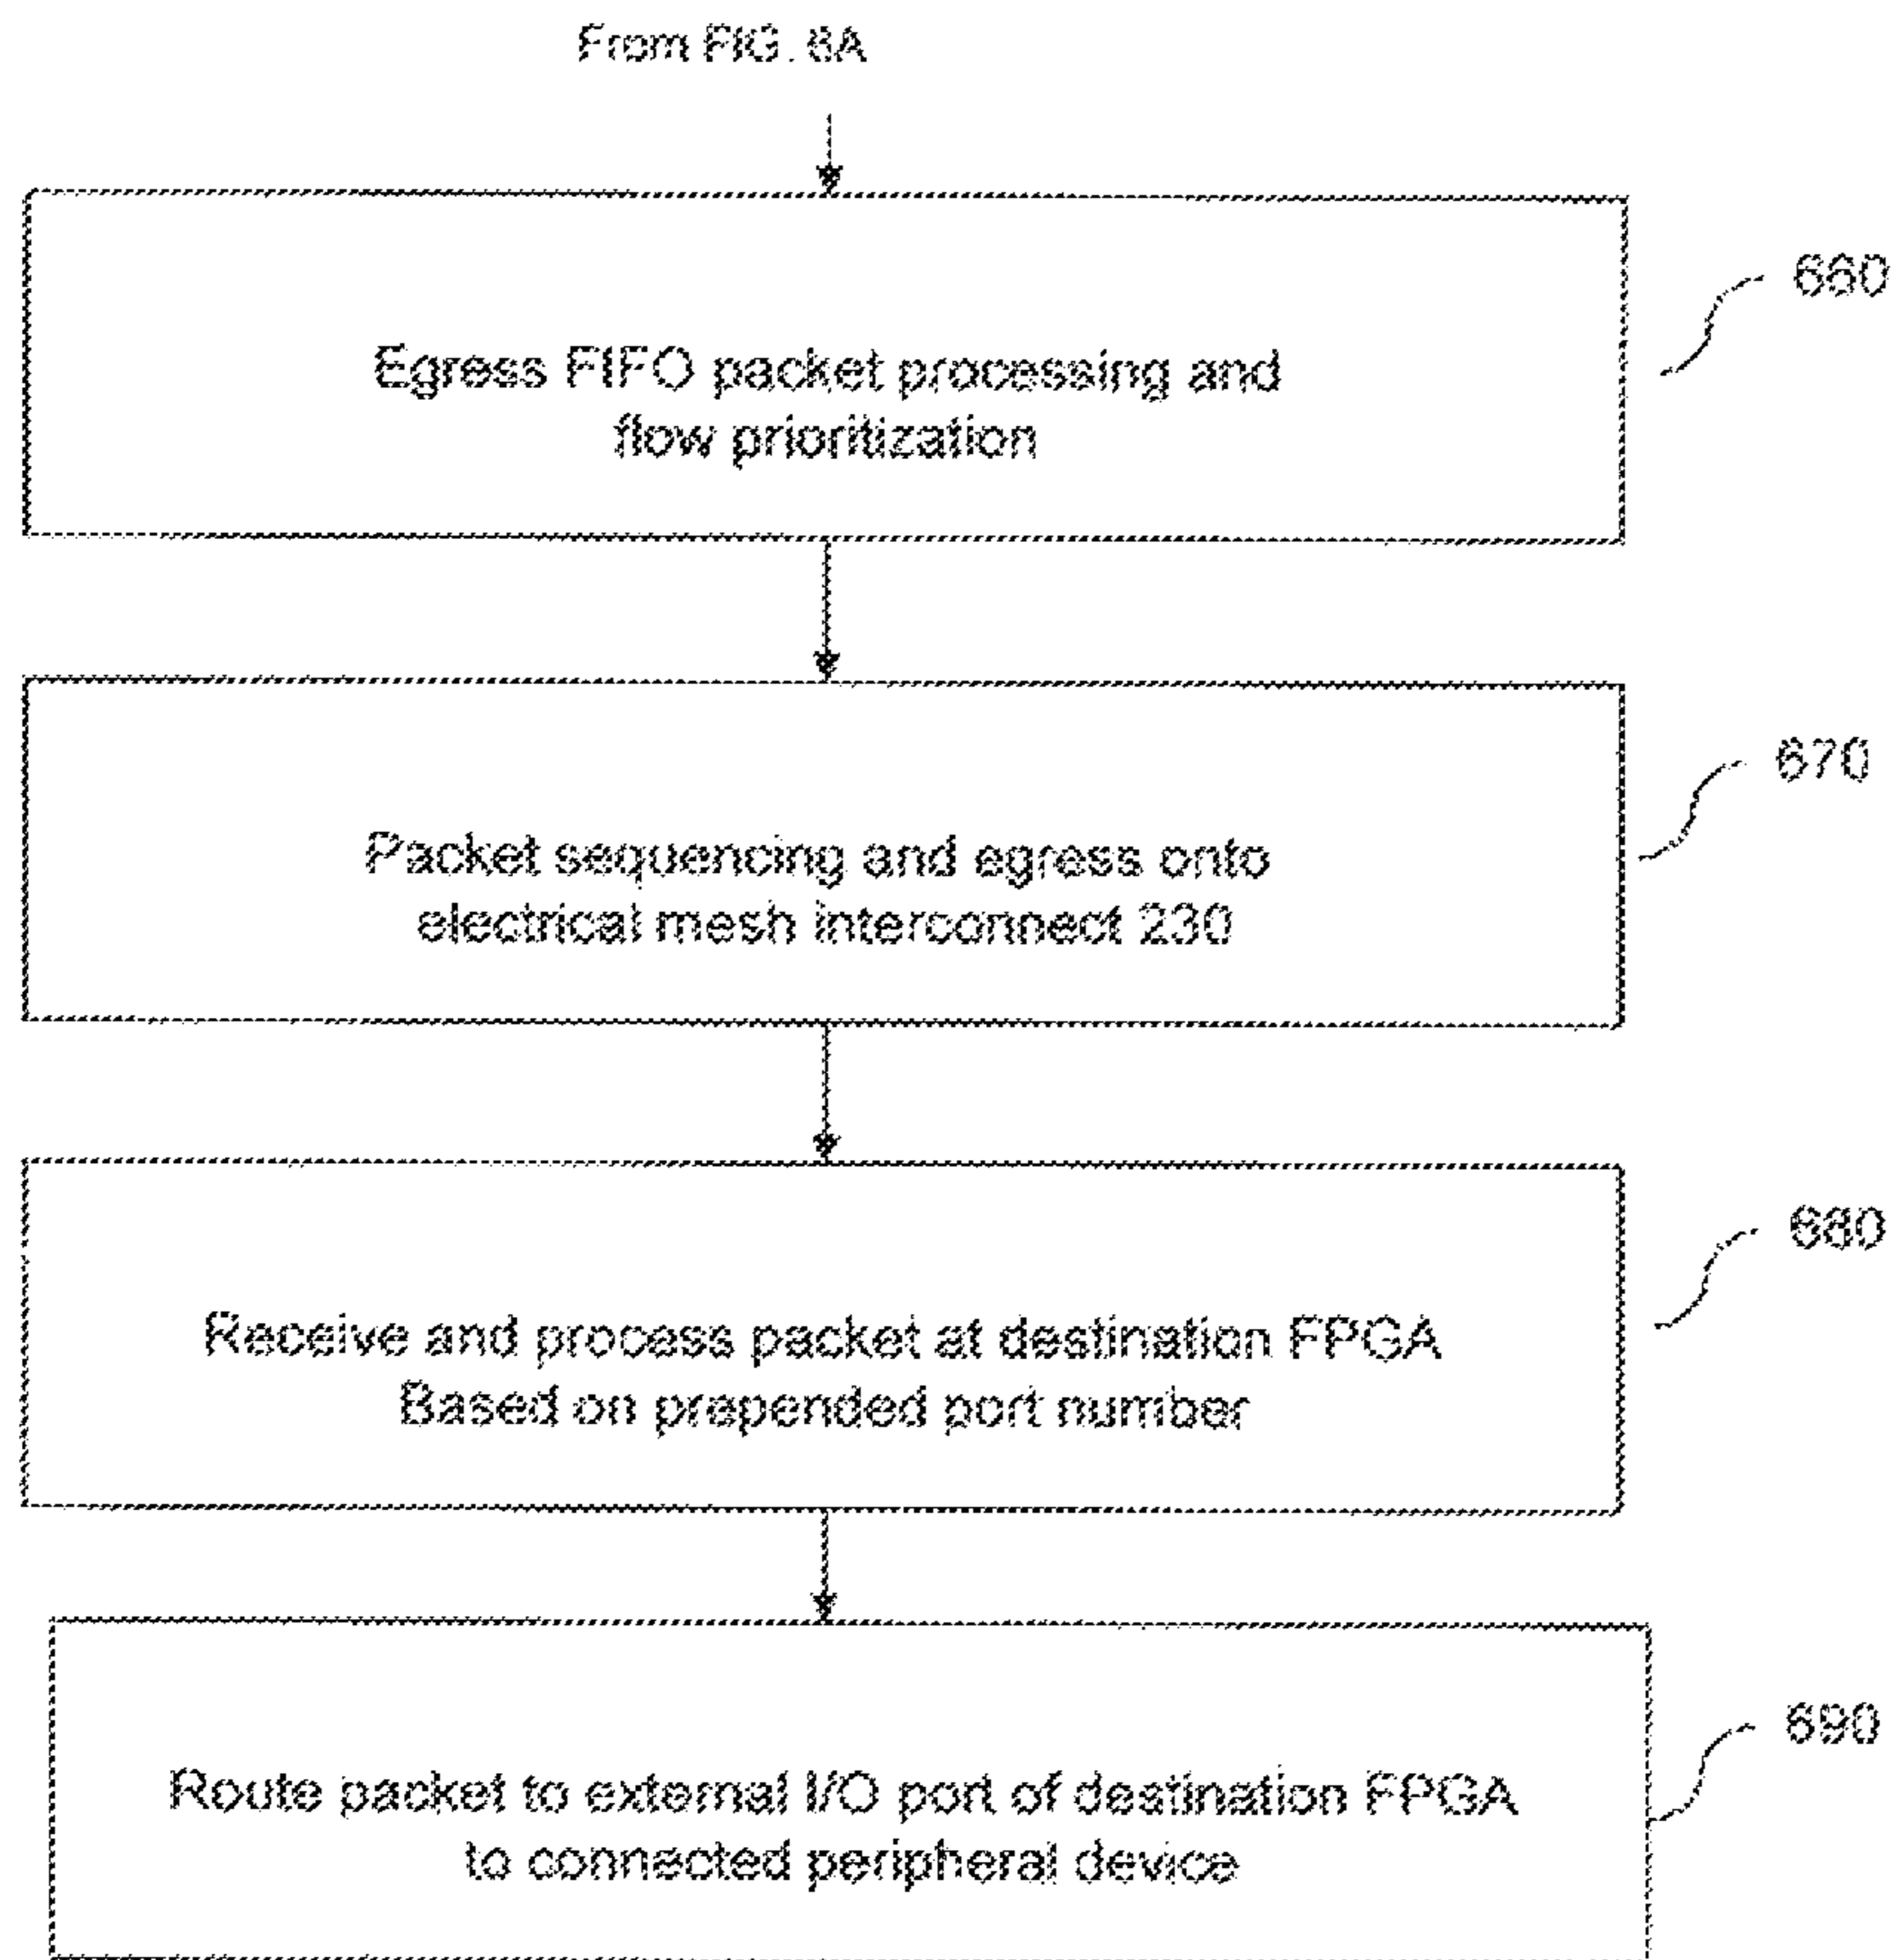 From FIG. 6A
660
Egress FIFO packet processing and
flow prioritization
670
Packet sequencing and egress onto
electrical mesh interconnect 230
680
Receive and process packet at destination FPGA
Based on prepended port number
690
Route packet to external I/O port of destination FPGA
to connected peripheral device